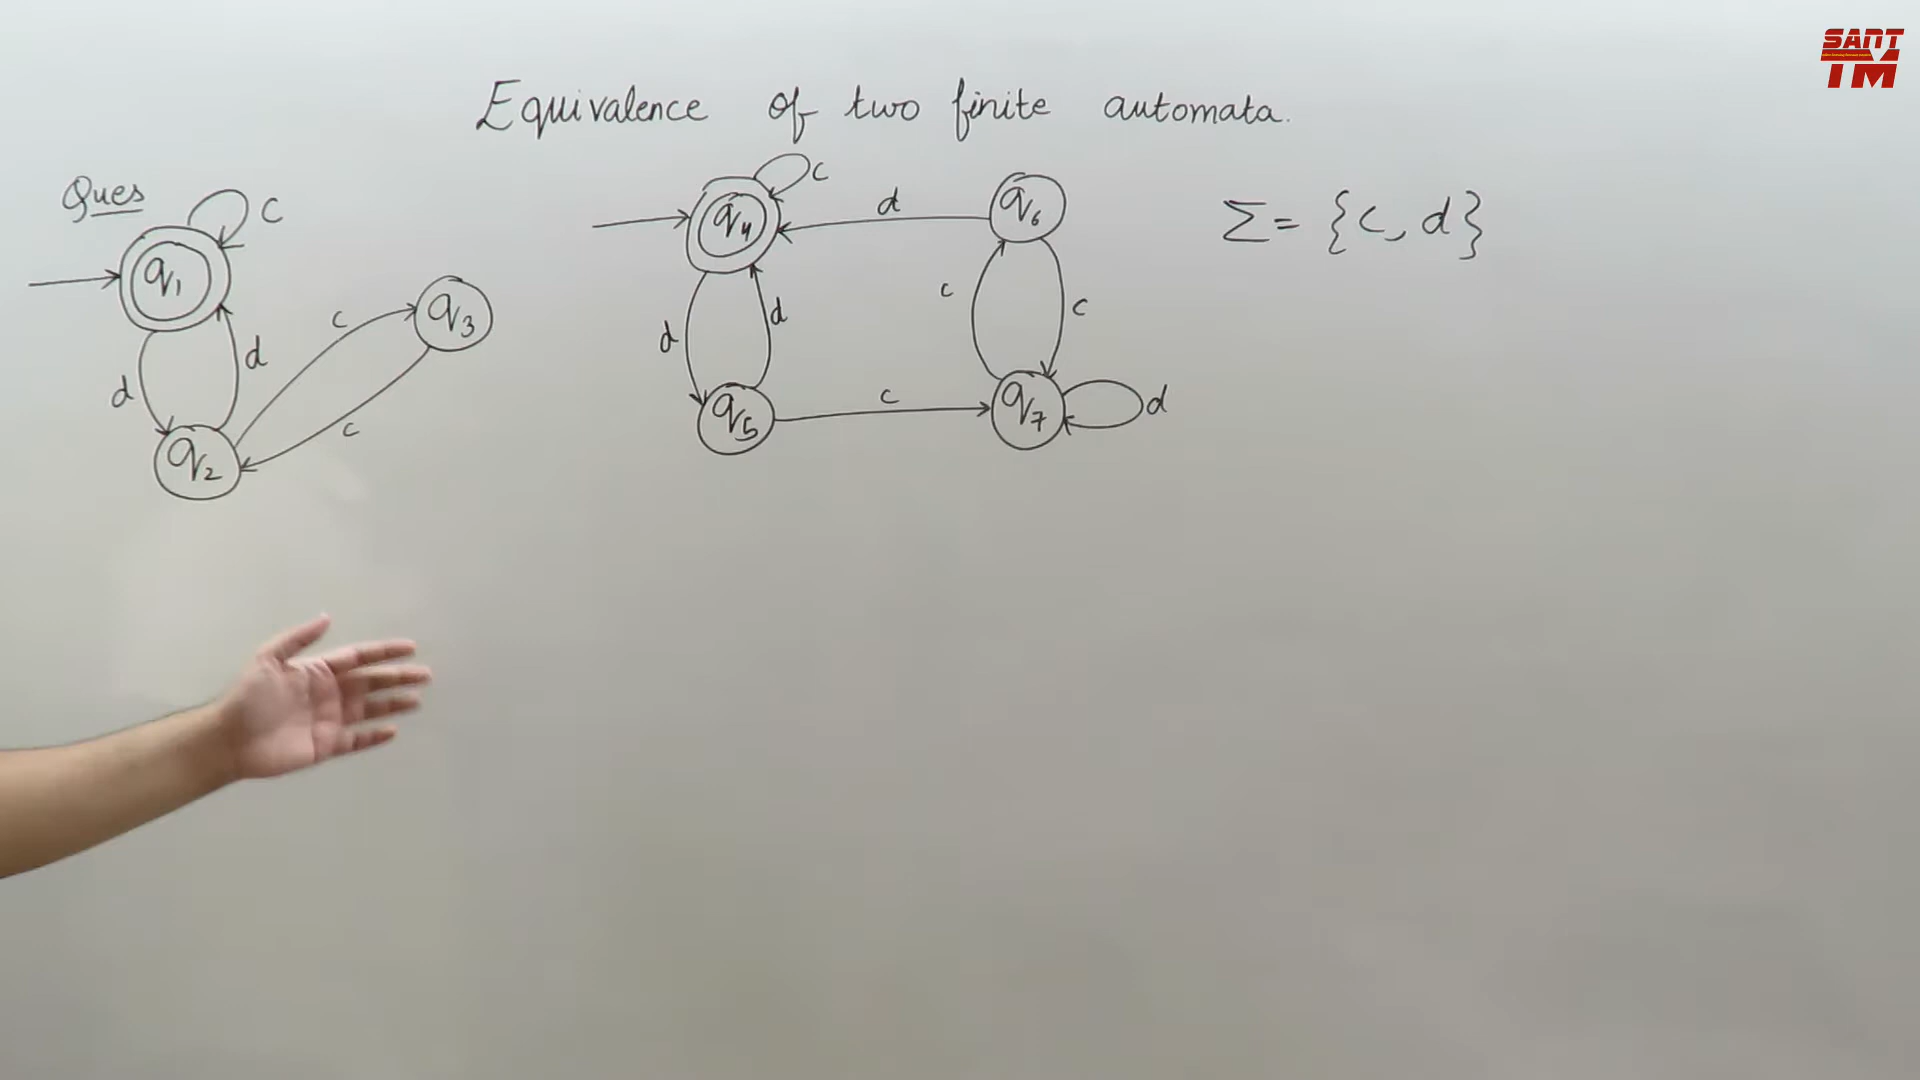 Equivalence of two finite automata.
Ques
c
q1
d
d
q2
c
c
q3
c
q4
d
q6
d
d
c
c
q5
c
q7
d
Σ = {c, d}
SANT
TM